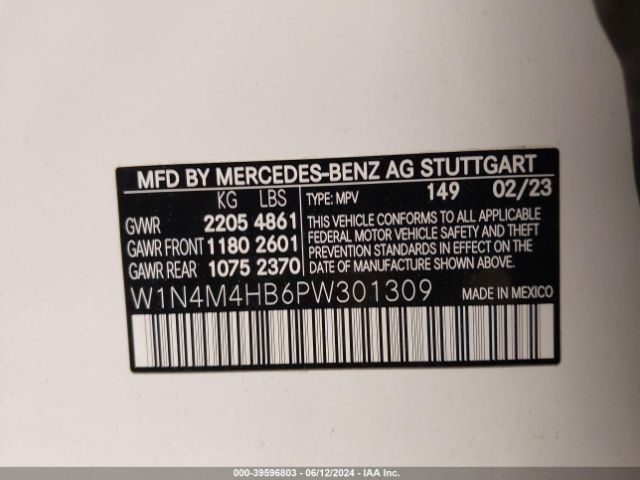 MFD BY MERCEDES-BENZ AG STUTTGART
KG LBS
GVWR 2205 4861
GAWR FRONT 1180 2601
GAWR REAR 1075 2370
TYPE: MPV 149 02/23
THIS VEHICLE CONFORMS TO ALL APPLICABLE
FEDERAL MOTOR VEHICLE SAFETY AND THEFT
PREVENTION STANDARDS IN EFFECT ON THE
DATE OF MANUFACTURE SHOWN ABOVE.
W1N4M4HB6PW301309 MADE IN MEXICO
000-39596803 - 06/12/2024 - Copyright © IAA, Inc.